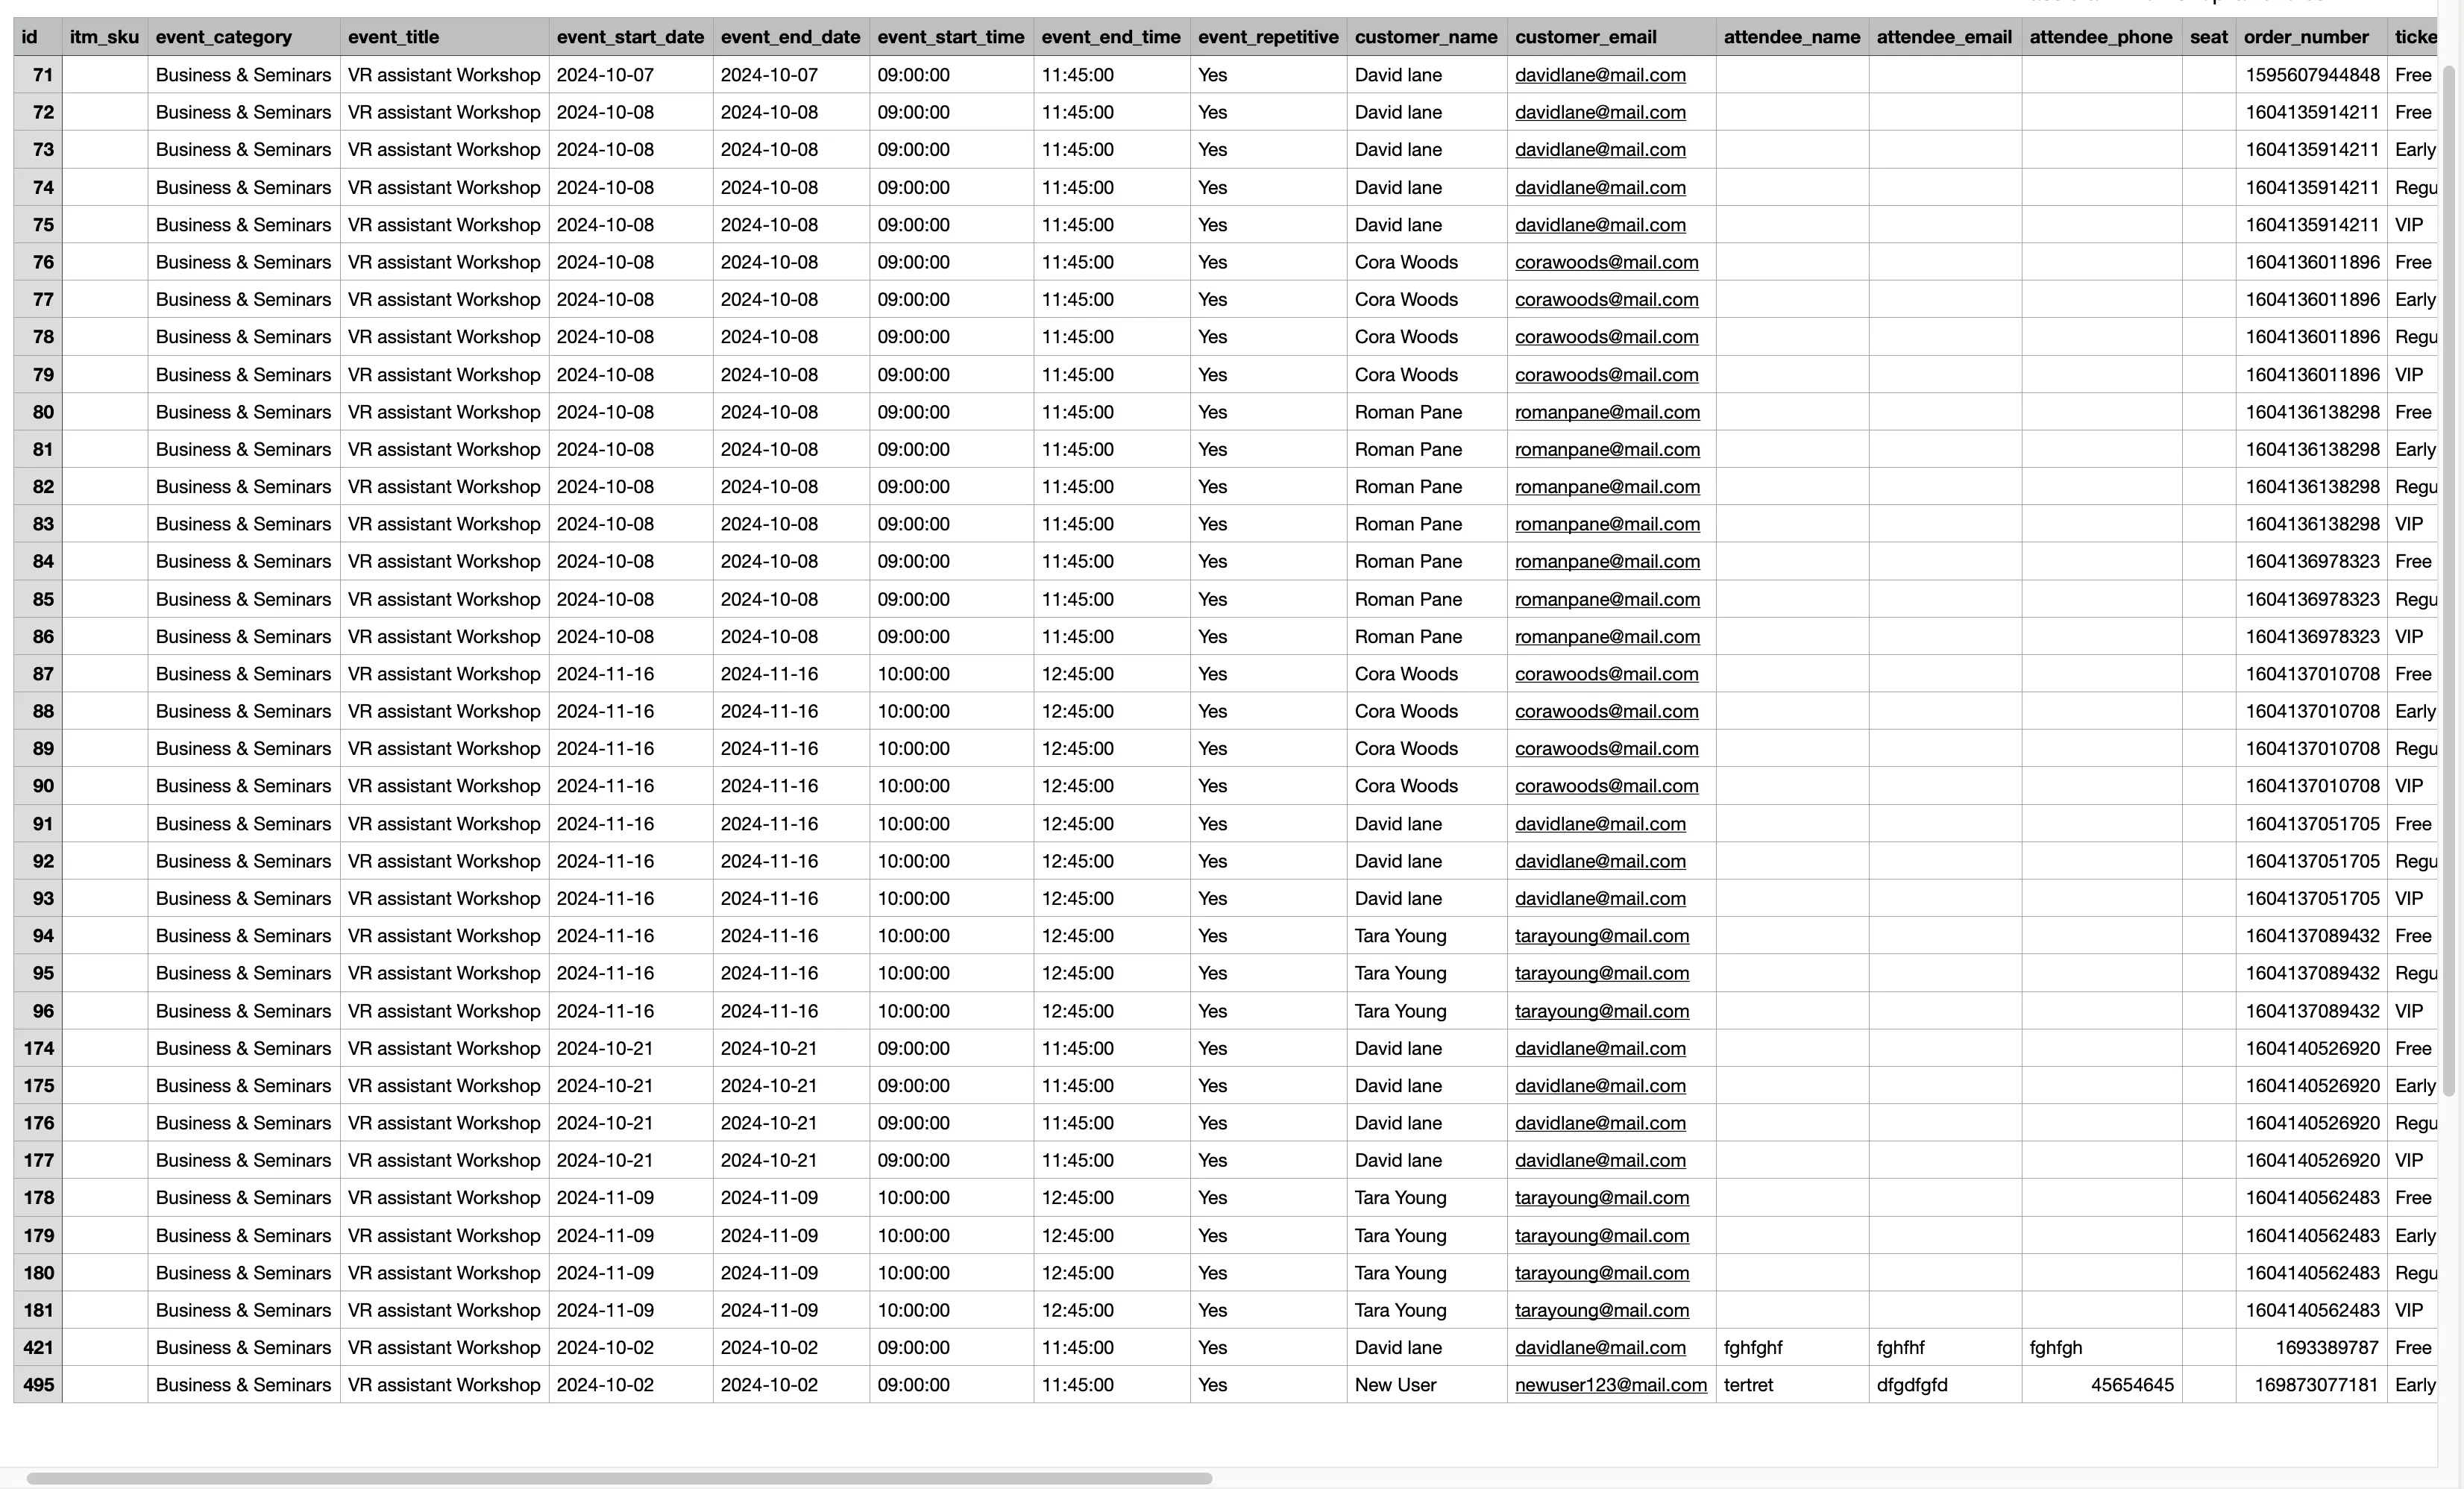 id itm_sku event_category event_title event_start_date event_end_date event_start_time event_end_time event_repetitive customer_name customer_email attendee_name attendee_email attendee_phone seat order_number ticke
71 Business & Seminars VR assistant Workshop 2024-10-07 2024-10-07 09:00:00 11:45:00 Yes David lane davidlane@mail.com 1595607944848 Free
72 Business & Seminars VR assistant Workshop 2024-10-08 2024-10-08 09:00:00 11:45:00 Yes David lane davidlane@mail.com 1604135914211 Free
73 Business & Seminars VR assistant Workshop 2024-10-08 2024-10-08 09:00:00 11:45:00 Yes David lane davidlane@mail.com 1604135914211 Early
74 Business & Seminars VR assistant Workshop 2024-10-08 2024-10-08 09:00:00 11:45:00 Yes David lane davidlane@mail.com 1604135914211 Regu
75 Business & Seminars VR assistant Workshop 2024-10-08 2024-10-08 09:00:00 11:45:00 Yes David lane davidlane@mail.com 1604135914211 VIP
76 Business & Seminars VR assistant Workshop 2024-10-08 2024-10-08 09:00:00 11:45:00 Yes Cora Woods corawoods@mail.com 1604136011896 Free
77 Business & Seminars VR assistant Workshop 2024-10-08 2024-10-08 09:00:00 11:45:00 Yes Cora Woods corawoods@mail.com 1604136011896 Early
78 Business & Seminars VR assistant Workshop 2024-10-08 2024-10-08 09:00:00 11:45:00 Yes Cora Woods corawoods@mail.com 1604136011896 Regu
79 Business & Seminars VR assistant Workshop 2024-10-08 2024-10-08 09:00:00 11:45:00 Yes Cora Woods corawoods@mail.com 1604136011896 VIP
80 Business & Seminars VR assistant Workshop 2024-10-08 2024-10-08 09:00:00 11:45:00 Yes Roman Pane romanpane@mail.com 1604136138298 Free
81 Business & Seminars VR assistant Workshop 2024-10-08 2024-10-08 09:00:00 11:45:00 Yes Roman Pane romanpane@mail.com 1604136138298 Early
82 Business & Seminars VR assistant Workshop 2024-10-08 2024-10-08 09:00:00 11:45:00 Yes Roman Pane romanpane@mail.com 1604136138298 Regu
83 Business & Seminars VR assistant Workshop 2024-10-08 2024-10-08 09:00:00 11:45:00 Yes Roman Pane romanpane@mail.com 1604136138298 VIP
84 Business & Seminars VR assistant Workshop 2024-10-08 2024-10-08 09:00:00 11:45:00 Yes Roman Pane romanpane@mail.com 1604136978323 Free
85 Business & Seminars VR assistant Workshop 2024-10-08 2024-10-08 09:00:00 11:45:00 Yes Roman Pane romanpane@mail.com 1604136978323 Regu
86 Business & Seminars VR assistant Workshop 2024-10-08 2024-10-08 09:00:00 11:45:00 Yes Roman Pane romanpane@mail.com 1604136978323 VIP
87 Business & Seminars VR assistant Workshop 2024-11-16 2024-11-16 10:00:00 12:45:00 Yes Cora Woods corawoods@mail.com 1604137010708 Free
88 Business & Seminars VR assistant Workshop 2024-11-16 2024-11-16 10:00:00 12:45:00 Yes Cora Woods corawoods@mail.com 1604137010708 Early
89 Business & Seminars VR assistant Workshop 2024-11-16 2024-11-16 10:00:00 12:45:00 Yes Cora Woods corawoods@mail.com 1604137010708 Regu
90 Business & Seminars VR assistant Workshop 2024-11-16 2024-11-16 10:00:00 12:45:00 Yes Cora Woods corawoods@mail.com 1604137010708 VIP
91 Business & Seminars VR assistant Workshop 2024-11-16 2024-11-16 10:00:00 12:45:00 Yes David lane davidlane@mail.com 1604137051705 Free
92 Business & Seminars VR assistant Workshop 2024-11-16 2024-11-16 10:00:00 12:45:00 Yes David lane davidlane@mail.com 1604137051705 Regu
93 Business & Seminars VR assistant Workshop 2024-11-16 2024-11-16 10:00:00 12:45:00 Yes David lane davidlane@mail.com 1604137051705 VIP
94 Business & Seminars VR assistant Workshop 2024-11-16 2024-11-16 10:00:00 12:45:00 Yes Tara Young tarayoung@mail.com 1604137089432 Free
95 Business & Seminars VR assistant Workshop 2024-11-16 2024-11-16 10:00:00 12:45:00 Yes Tara Young tarayoung@mail.com 1604137089432 Regu
96 Business & Seminars VR assistant Workshop 2024-11-16 2024-11-16 10:00:00 12:45:00 Yes Tara Young tarayoung@mail.com 1604137089432 VIP
174 Business & Seminars VR assistant Workshop 2024-10-21 2024-10-21 09:00:00 11:45:00 Yes David lane davidlane@mail.com 1604140526920 Free
175 Business & Seminars VR assistant Workshop 2024-10-21 2024-10-21 09:00:00 11:45:00 Yes David lane davidlane@mail.com 1604140526920 Early
176 Business & Seminars VR assistant Workshop 2024-10-21 2024-10-21 09:00:00 11:45:00 Yes David lane davidlane@mail.com 1604140526920 Regu
177 Business & Seminars VR assistant Workshop 2024-10-21 2024-10-21 09:00:00 11:45:00 Yes David lane davidlane@mail.com 1604140526920 VIP
178 Business & Seminars VR assistant Workshop 2024-11-09 2024-11-09 10:00:00 12:45:00 Yes Tara Young tarayoung@mail.com 1604140562483 Free
179 Business & Seminars VR assistant Workshop 2024-11-09 2024-11-09 10:00:00 12:45:00 Yes Tara Young tarayoung@mail.com 1604140562483 Early
180 Business & Seminars VR assistant Workshop 2024-11-09 2024-11-09 10:00:00 12:45:00 Yes Tara Young tarayoung@mail.com 1604140562483 Regu
181 Business & Seminars VR assistant Workshop 2024-11-09 2024-11-09 10:00:00 12:45:00 Yes Tara Young tarayoung@mail.com 1604140562483 VIP
421 Business & Seminars VR assistant Workshop 2024-10-02 2024-10-02 09:00:00 11:45:00 Yes David lane davidlane@mail.com fghfghf fghfhf fghfgh 1693389787 Free
495 Business & Seminars VR assistant Workshop 2024-10-02 2024-10-02 09:00:00 11:45:00 Yes New User newuser123@mail.com tertret dfgdfgfd 45654645 169873077181 Early